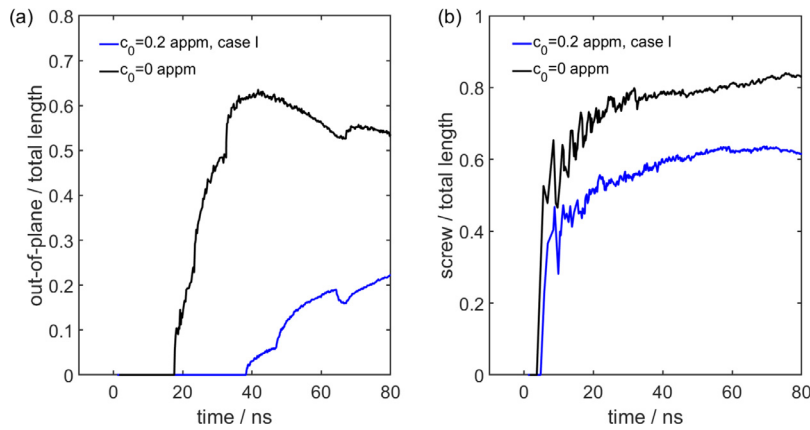 (a)
0.8
0.7
0.6
0.5
0.4
0.3
0.2
0.1
0
out-of-plane / total length
c0=0.2 appm, case I
c0=0 appm
0 20 40 60 80
time / ns
(b)
1
0.8
0.6
0.4
0.2
0
screw / total length
c0=0.2 appm, case I
c0=0 appm
0 20 40 60 80
time / ns